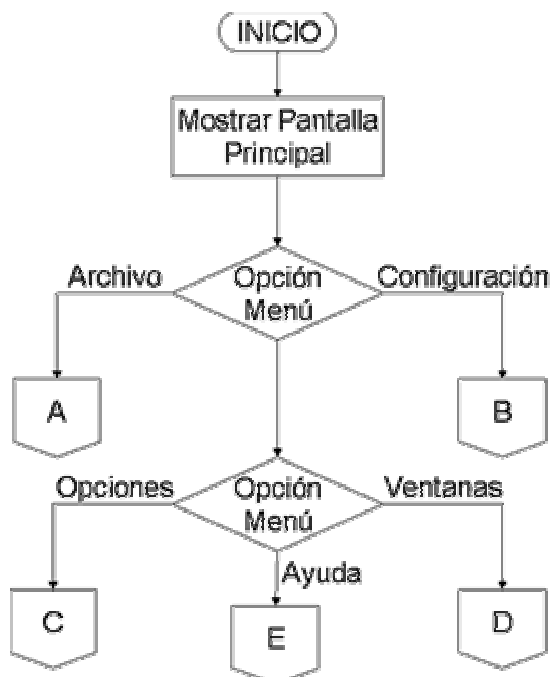 INICIO
Mostrar Pantalla
Principal
Archivo
Opción
Menú
Configuración
A
B
Opciones
Opción
Menú
Ventanas
Ayuda
C
E
D